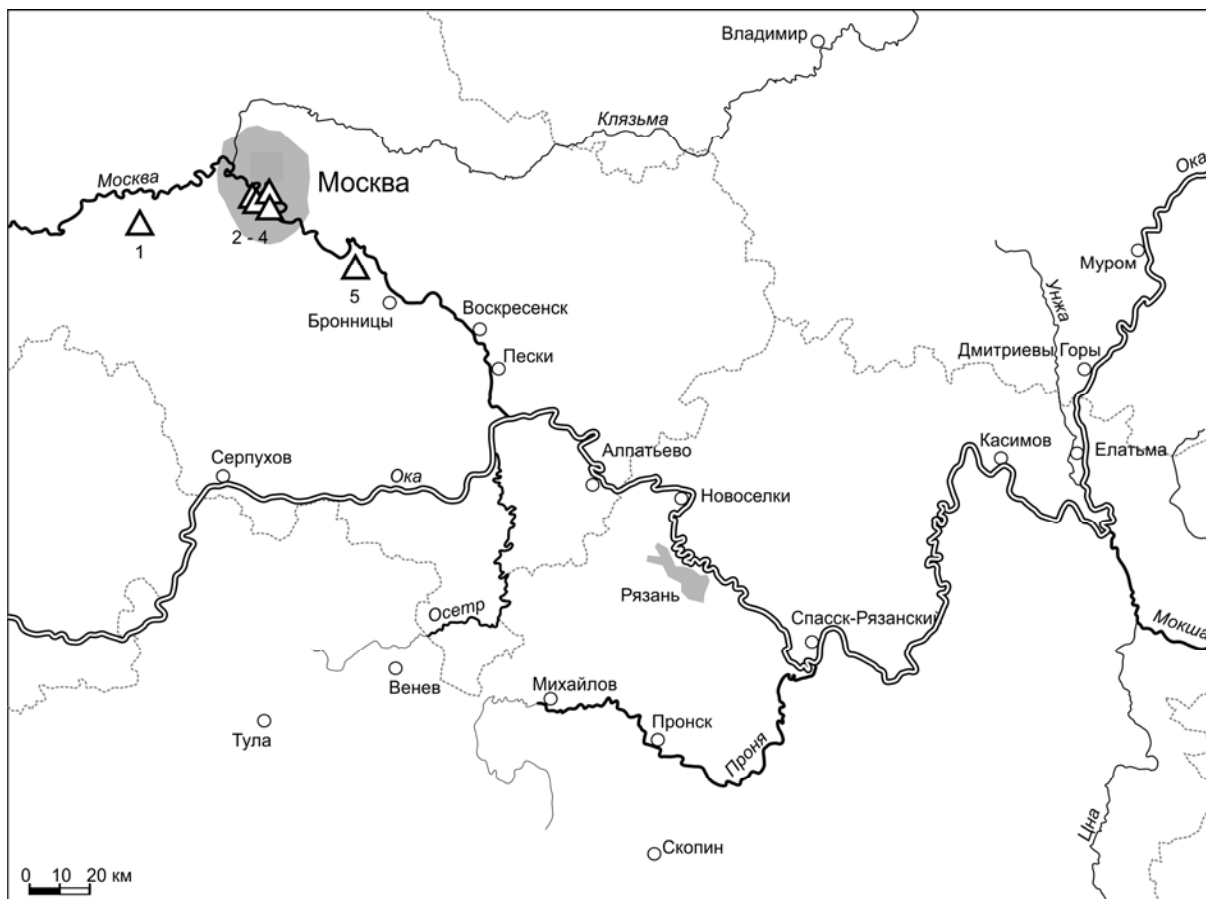 Владимир
Клязьма
Ока
Москва
Москва
1
2 - 4
5
Муром
Унжа
Бронницы
Воскресенск
Пески
Дмитриевы Горы
Серпухов
Ока
Алпатьево
Касимов
Елатьма
Новоселки
Рязань
Осетр
Спасск-Рязанский
Мокша
Венев
Михайлов
Тула
Пронск
Проня
Цна
Скопин
0 10 20 км